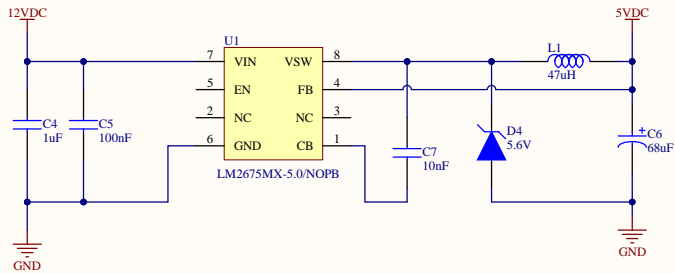 12VDC
5VDC
U1
L1
47uH
7 VIN VSW 8
5 EN FB 4
2 NC NC 3
6 GND CB 1
LM2675MX-5.0/NOPB
C4
1uF
C5
100nF
C7
10nF
D4
5.6V
+
C6
68uF
GND
GND